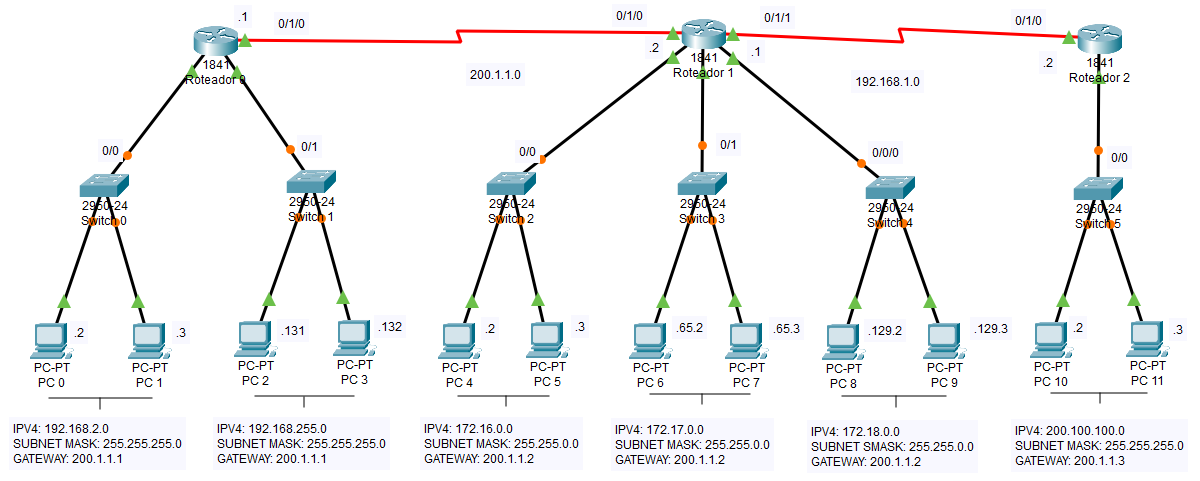 .1
0/1/0
0/1/0
0/1/1
0/1/0
1841
Roteador 0
.2
1841
Roteador 1
.1
.2
1841
Roteador 2
200.1.1.0
192.168.1.0
0/0
0/1
0/0
0/1
0/0/0
0/0
2950-24
Switch 0
2950-24
Switch 1
2950-24
Switch 2
2950-24
Switch 3
2950-24
Switch 4
2950-24
Switch 5
.2
.3
.131
.132
.2
.3
.65.2
.65.3
.129.2
.129.3
.2
.3
PC-PT
PC 0
PC-PT
PC 1
PC-PT
PC 2
PC-PT
PC 3
PC-PT
PC 4
PC-PT
PC 5
PC-PT
PC 6
PC-PT
PC 7
PC-PT
PC 8
PC-PT
PC 9
PC-PT
PC 10
PC-PT
PC 11
IPV4: 192.168.2.0
SUBNET MASK: 255.255.255.0
GATEWAY: 200.1.1.1
IPV4: 192.168.255.0
SUBNET MASK: 255.255.255.0
GATEWAY: 200.1.1.1
IPV4: 172.16.0.0
SUBNET MASK: 255.255.0.0
GATEWAY: 200.1.1.2
IPV4: 172.17.0.0
SUBNET MASK: 255.255.0.0
GATEWAY: 200.1.1.2
IPV4: 172.18.0.0
SUBNET SMASK: 255.255.0.0
GATEWAY: 200.1.1.2
IPV4: 200.100.100.0
SUBNET MASK: 255.255.255.0
GATEWAY: 200.1.1.3